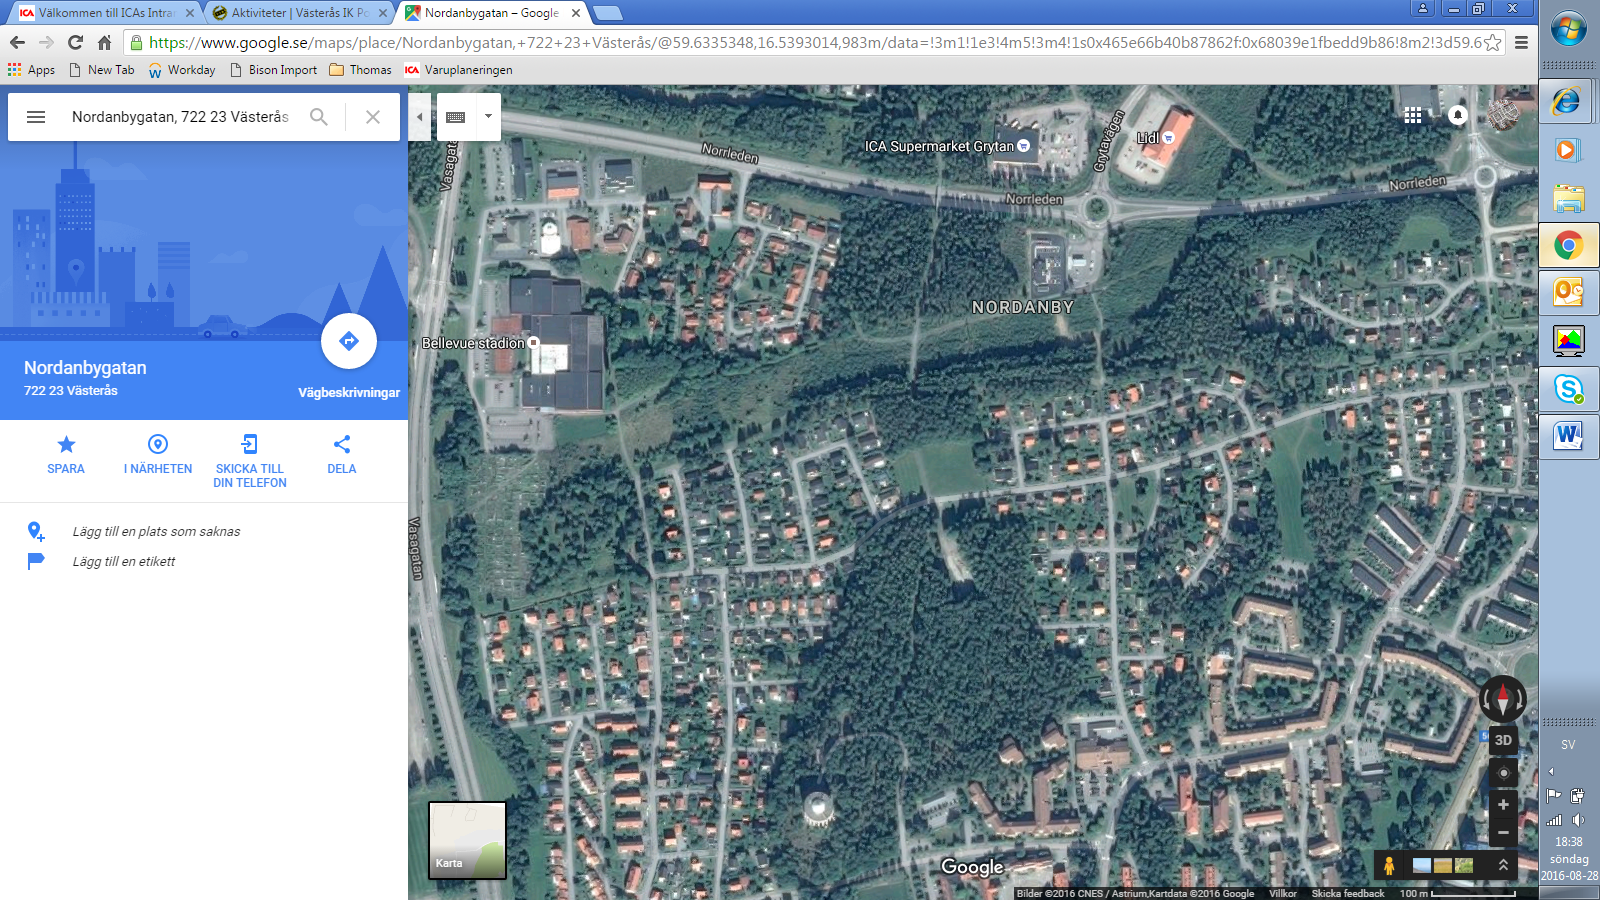 Välkommen till ICAs Intra
Aktiviteter | Västerås IK Po
Nordanbygatan – Google
https://www.google.se/maps/place/Nordanbygatan,+722+23+Västerås/@59.6335348,16.5393014,983m/data=!3m1!1e3!4m5!3m4!1s0x465e66b40b87862f:0x68039e1fbedd9b86!8m2!3d59.6
Apps New Tab Workday Bison Import Thomas ICA Varuplaneringen
Nordanbygatan, 722 23 Västerås
Nordanbygatan
722 23 Västerås
Vägbeskrivningar
SPARA
I NÄRHETEN
SKICKA TILL
DIN TELEFON
DELA
Lägg till en plats som saknas
Lägg till en etikett
Vasagatan
Norrleden
ICA Supermarket Grytan
Grytavägen
Lidl
Norrleden
Norrleden
NORDANBY
Bellevue stadion
Vasagatan
3D
Karta
Google
Bilder ©2016 CNES / Astrium,Kartdata ©2016 Google Villkor Skicka feedback 100 m
SV
18:38
söndag
2016-08-28